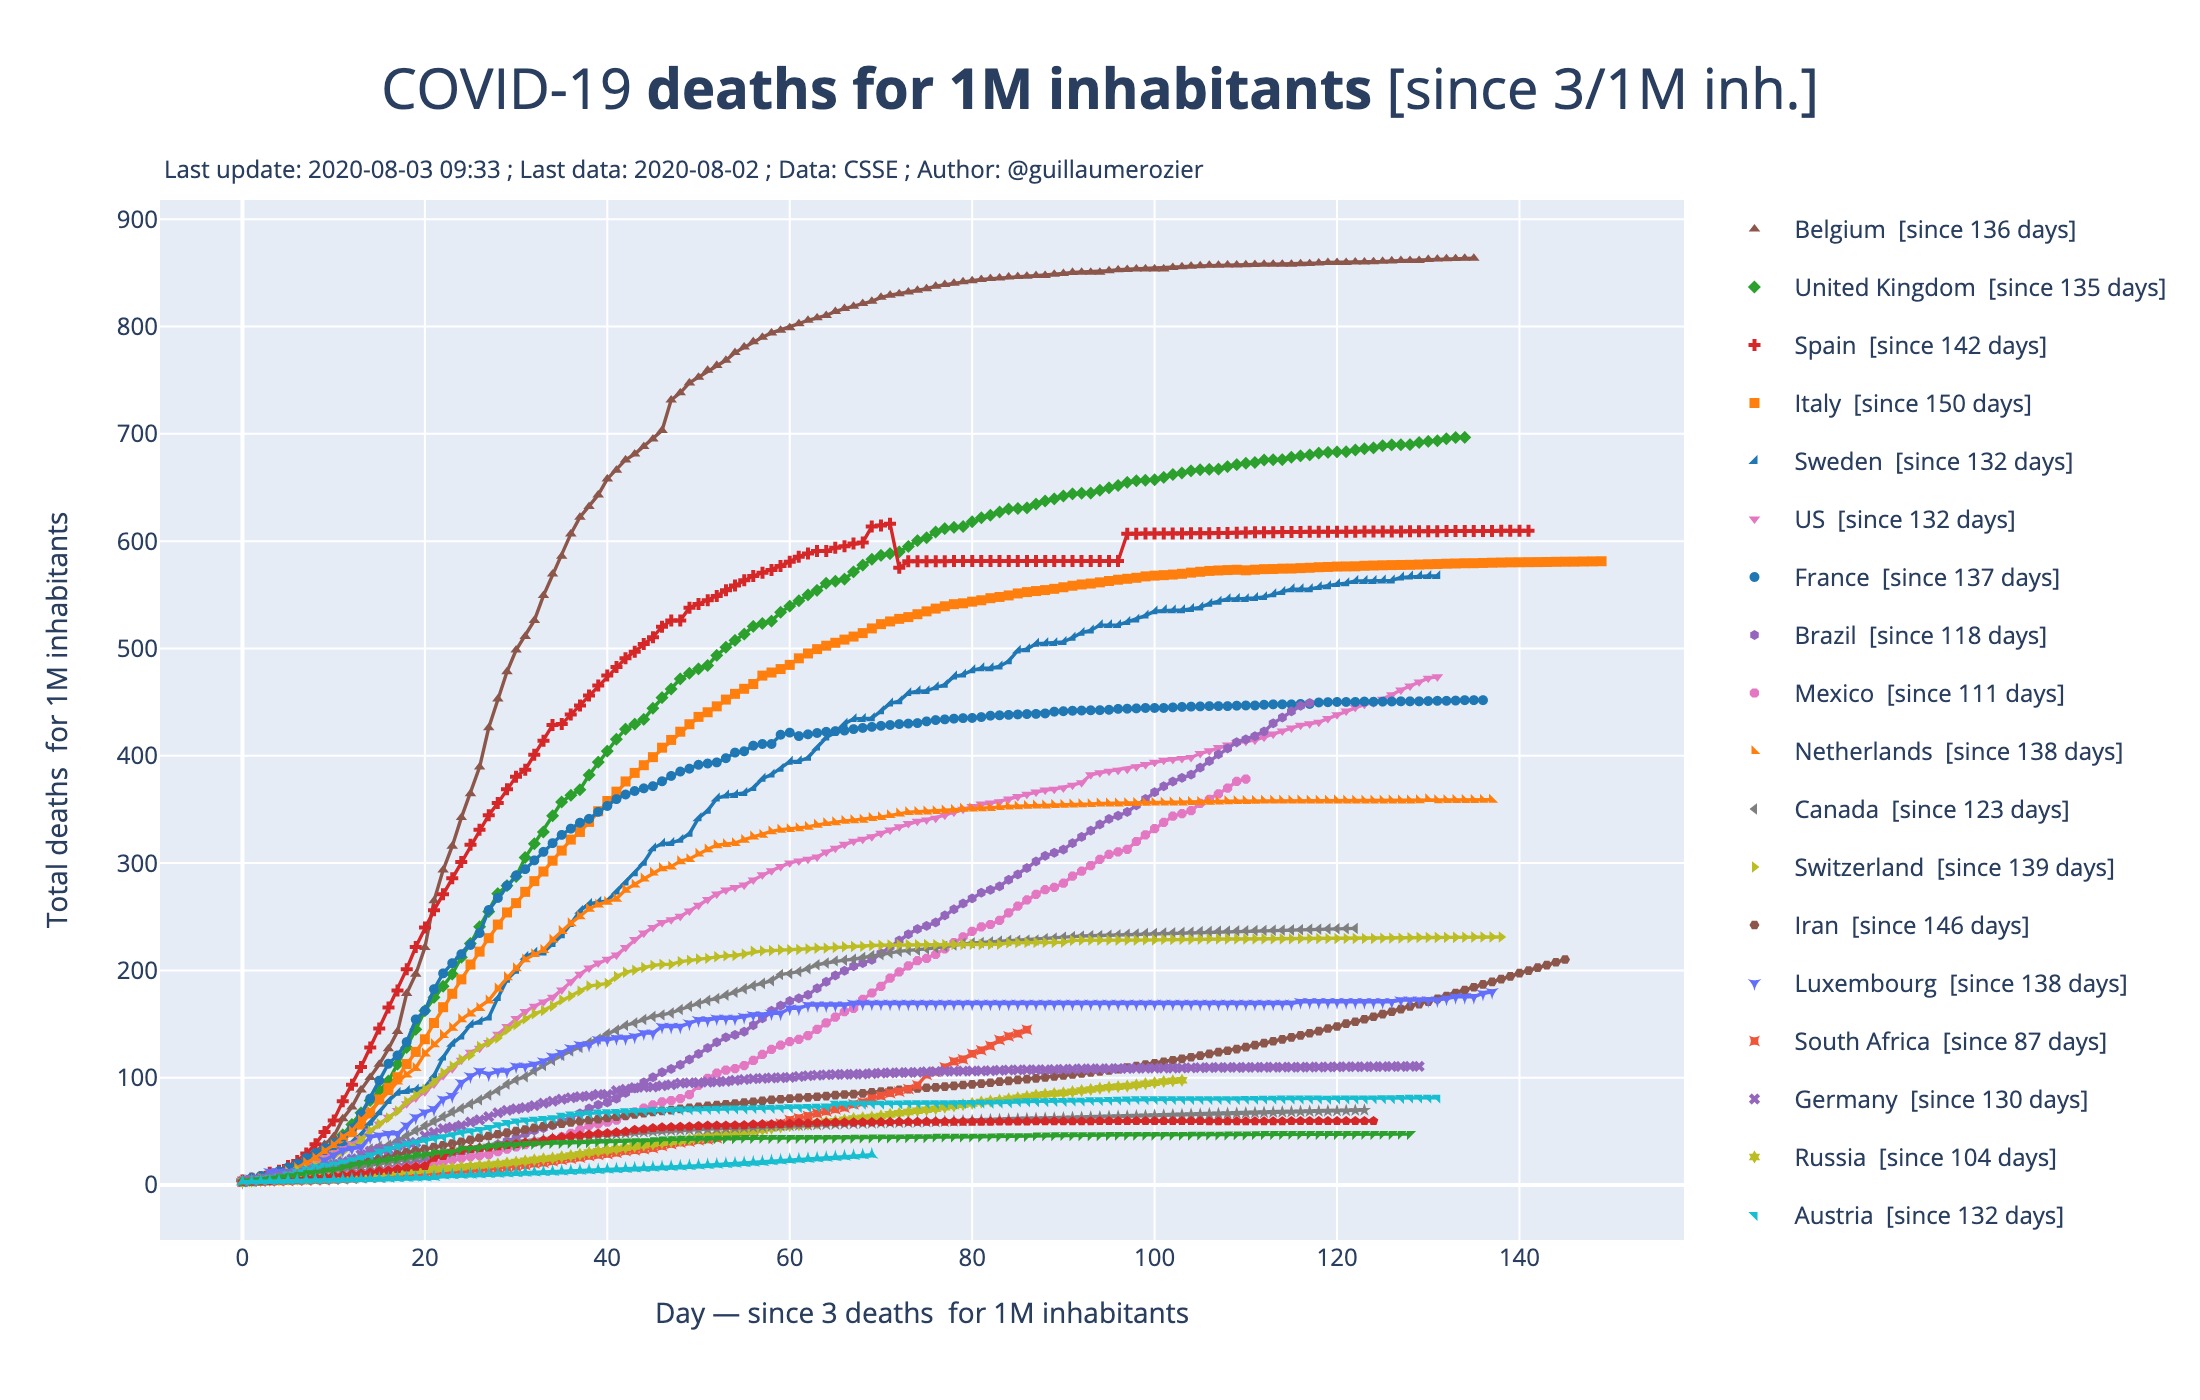 COVID-19 deaths for 1M inhabitants [since 3/1M inh.]
Last update: 2020-08-03 09:33 ; Last data: 2020-08-02 ; Data: CSSE ; Author: @guillaumerozier
900
800
700
600
500
400
300
200
100
0
Total deaths for 1M inhabitants
0 20 40 60 80 100 120 140
Day — since 3 deaths for 1M inhabitants
Belgium [since 136 days]
United Kingdom [since 135 days]
Spain [since 142 days]
Italy [since 150 days]
Sweden [since 132 days]
US [since 132 days]
France [since 137 days]
Brazil [since 118 days]
Mexico [since 111 days]
Netherlands [since 138 days]
Canada [since 123 days]
Switzerland [since 139 days]
Iran [since 146 days]
Luxembourg [since 138 days]
South Africa [since 87 days]
Germany [since 130 days]
Russia [since 104 days]
Austria [since 132 days]